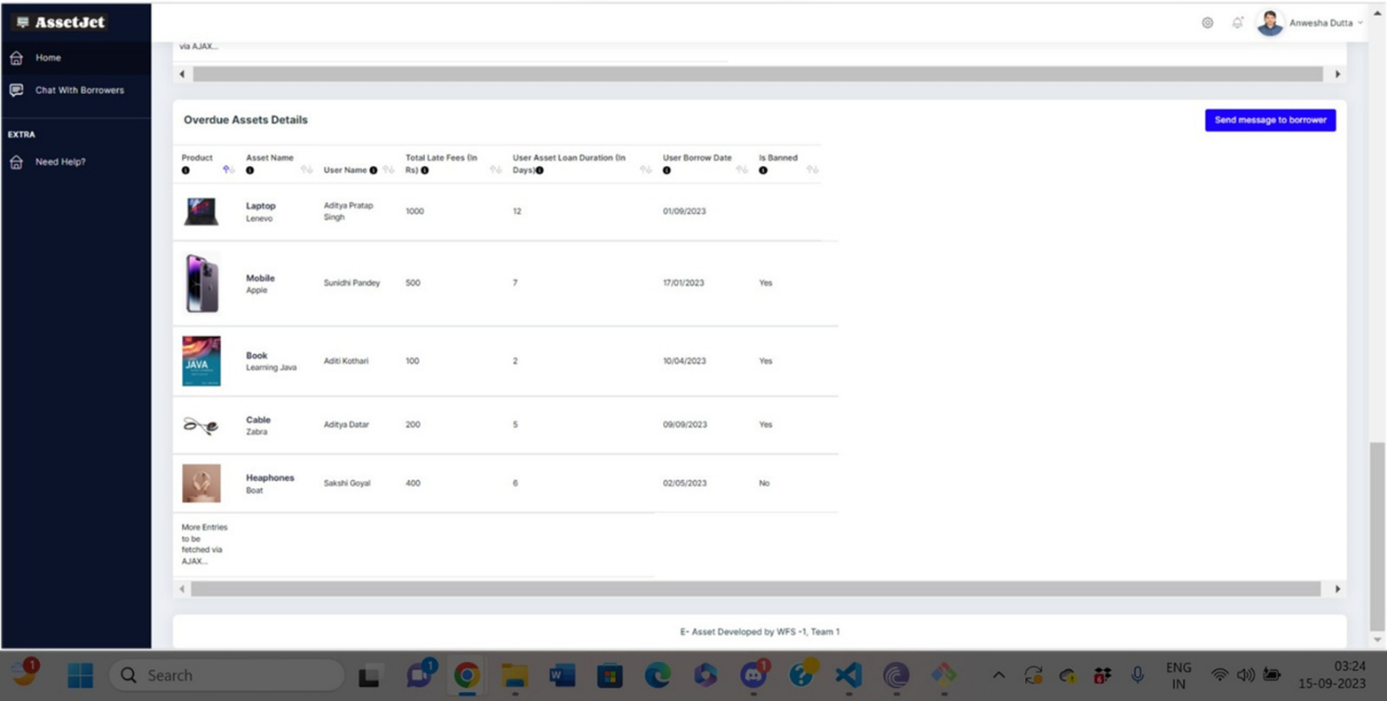 AssetJet
Anwesha Dutta
Home
Chat With Borrowers
EXTRA
Need Help?
via AJAX...
Overdue Assets Details
Send message to borrower
Product
Asset Name
User Name
Total Late Fees (In
Rs)
User Asset Loan Duration (In
Days)
User Borrow Date
Is Banned
Laptop
Lenevo
Aditya Pratap
Singh
1000
12
01/09/2023
Mobile
Apple
Sunidhi Pandey
500
7
17/01/2023
Yes
JAVA
Book
Learning Java
Aditi Kothari
100
2
10/04/2023
Yes
Cable
Zabra
Aditya Datar
200
5
09/09/2023
Yes
Heaphones
Boat
Sakshi Goyal
400
6
02/05/2023
No
More Entries
to be
fetched via
AJAX...
E- Asset Developed by WFS -1, Team 1
1
Search
1
1
ENG
IN
03:24
15-09-2023